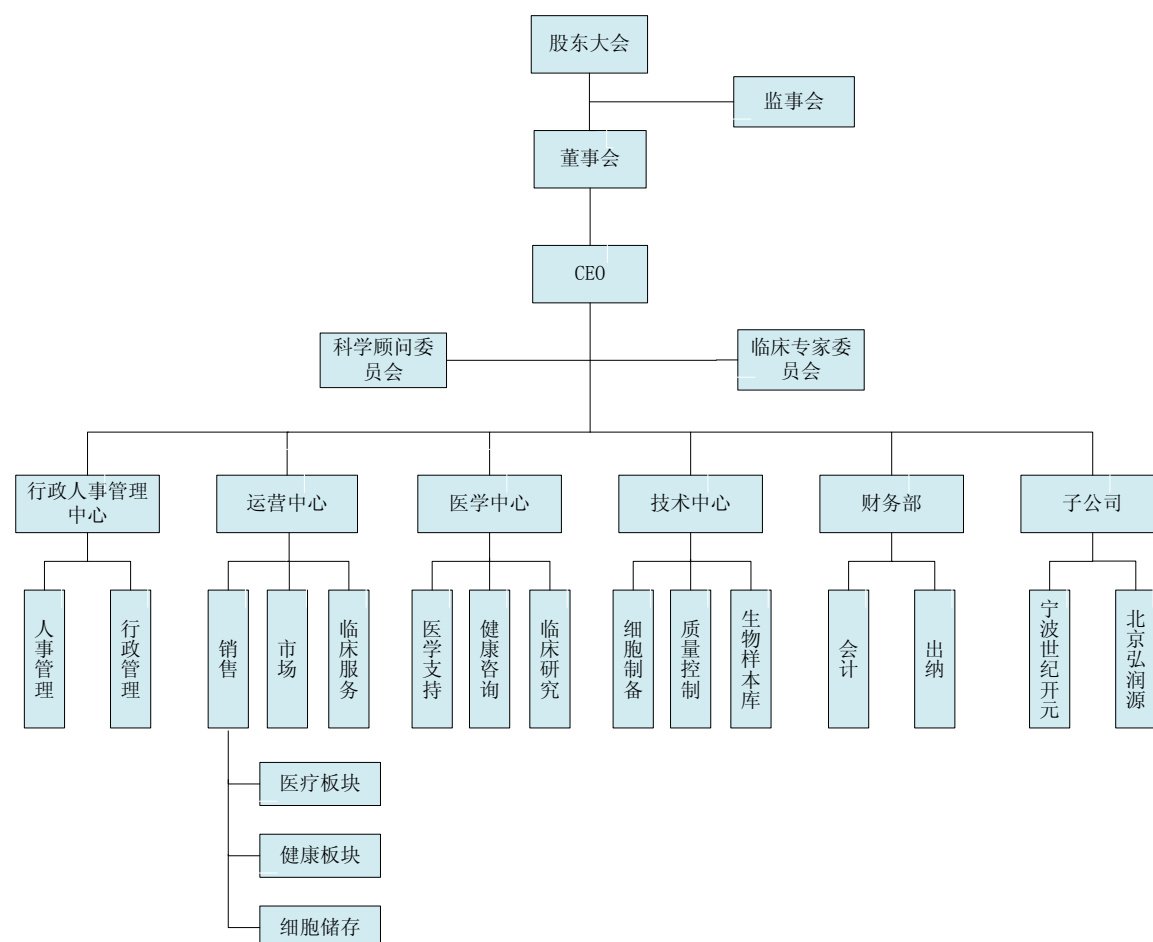 股东大会
监事会
董事会
CEO
科学顾问委
员会
临床专家委
员会
行政人事管理
中心
运营中心
医学中心
技术中心
财务部
子公司
人事管理
行政管理
销售
市场
临床服务
医学支持
健康咨询
临床研究
细胞制备
质量控制
生物样本库
会计
出纳
宁波世纪开元
北京弘润源
医疗板块
健康板块
细胞储存